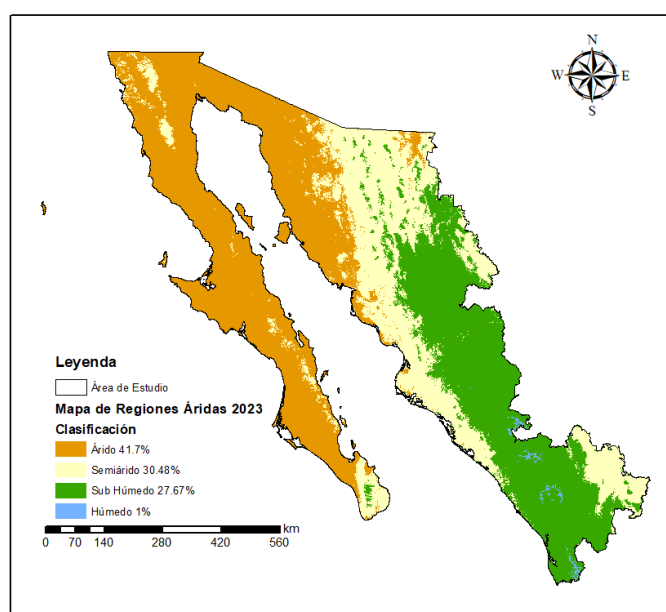 N
W E
S
Leyenda
Área de Estudio
Mapa de Regiones Áridas 2023
Clasificación
Árido 41.7%
Semiárido 30.48%
Sub Húmedo 27.67%
Húmedo 1%
km
0 70 140 280 420 560